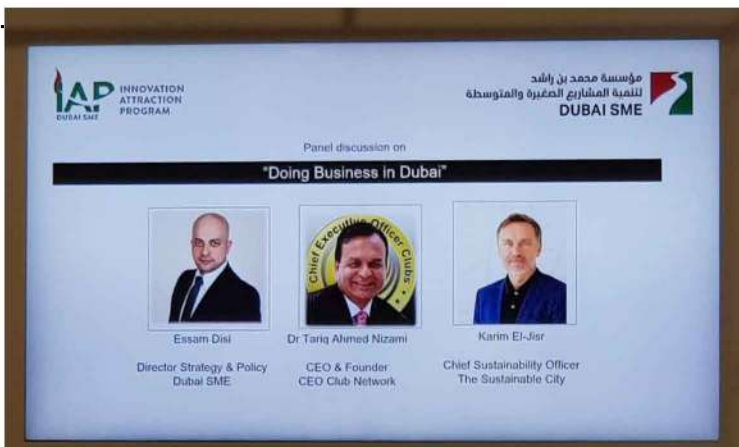 IAP
DUBAI SME
INNOVATION
ATTRACTION
PROGRAM
مؤسسة محمد بن راشد
لتنمية المشاريع الصغيرة والمتوسطة
DUBAI SME
Panel discussion on
"Doing Business in Dubai"
Chief Executive Officer Clubs
Essam Disi
Director Strategy & Policy
Dubai SME
Dr Tariq Ahmed Nizami
CEO & Founder
CEO Club Network
Karim El-Jisr
Chief Sustainability Officer
The Sustainable City